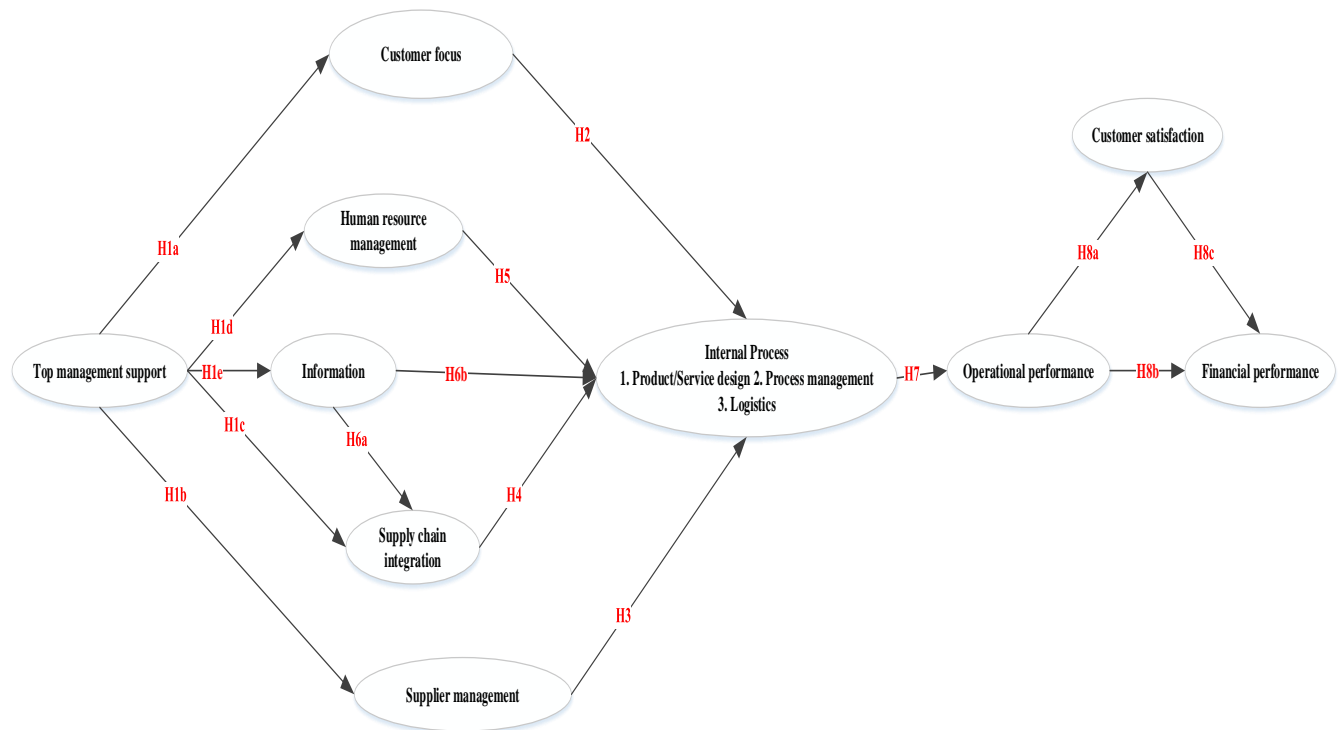 Customer focus
Customer satisfaction
H2
Human resource
management
H1a
H8a
H8c
H5
H1d
Top management support
H1e
Information
H6b
Internal Process
1. Product/Service design 2. Process management
3. Logistics
H7
Operational performance
H8b
Financial performance
H1c
H6a
H1b
H4
Supply chain
integration
H3
Supplier management